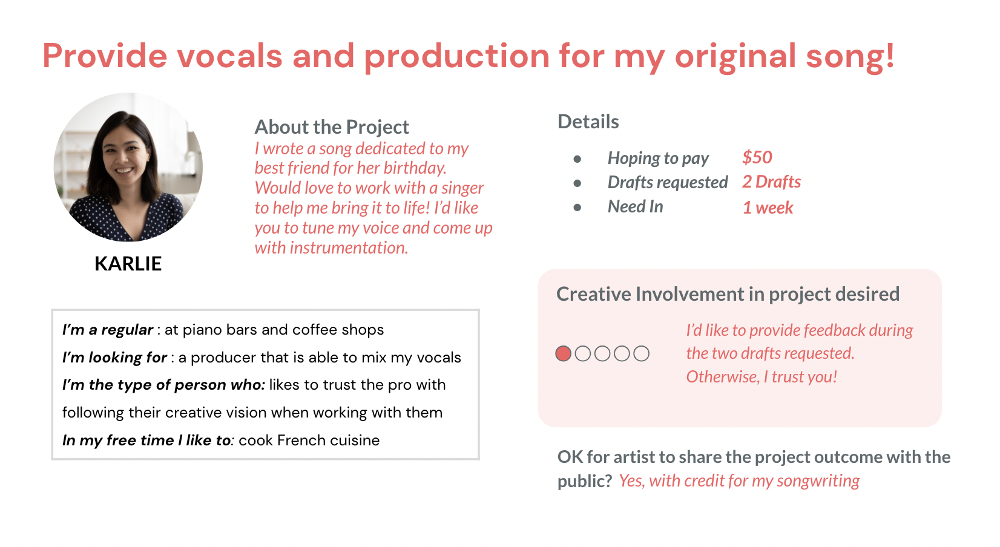 Provide vocals and production for my original song!
KARLIE
About the Project
I wrote a song dedicated to my
best friend for her birthday.
Would love to work with a singer
to help me bring it to life! I’d like
you to tune my voice and come up
with instrumentation.
Details
● Hoping to pay $50
● Drafts requested 2 Drafts
● Need In 1 week
I’m a regular : at piano bars and coffee shops
I’m looking for : a producer that is able to mix my vocals
I’m the type of person who: likes to trust the pro with
following their creative vision when working with them
In my free time I like to: cook French cuisine
Creative Involvement in project desired
I’d like to provide feedback during
the two drafts requested.
Otherwise, I trust you!
OK for artist to share the project outcome with the
public? Yes, with credit for my songwriting